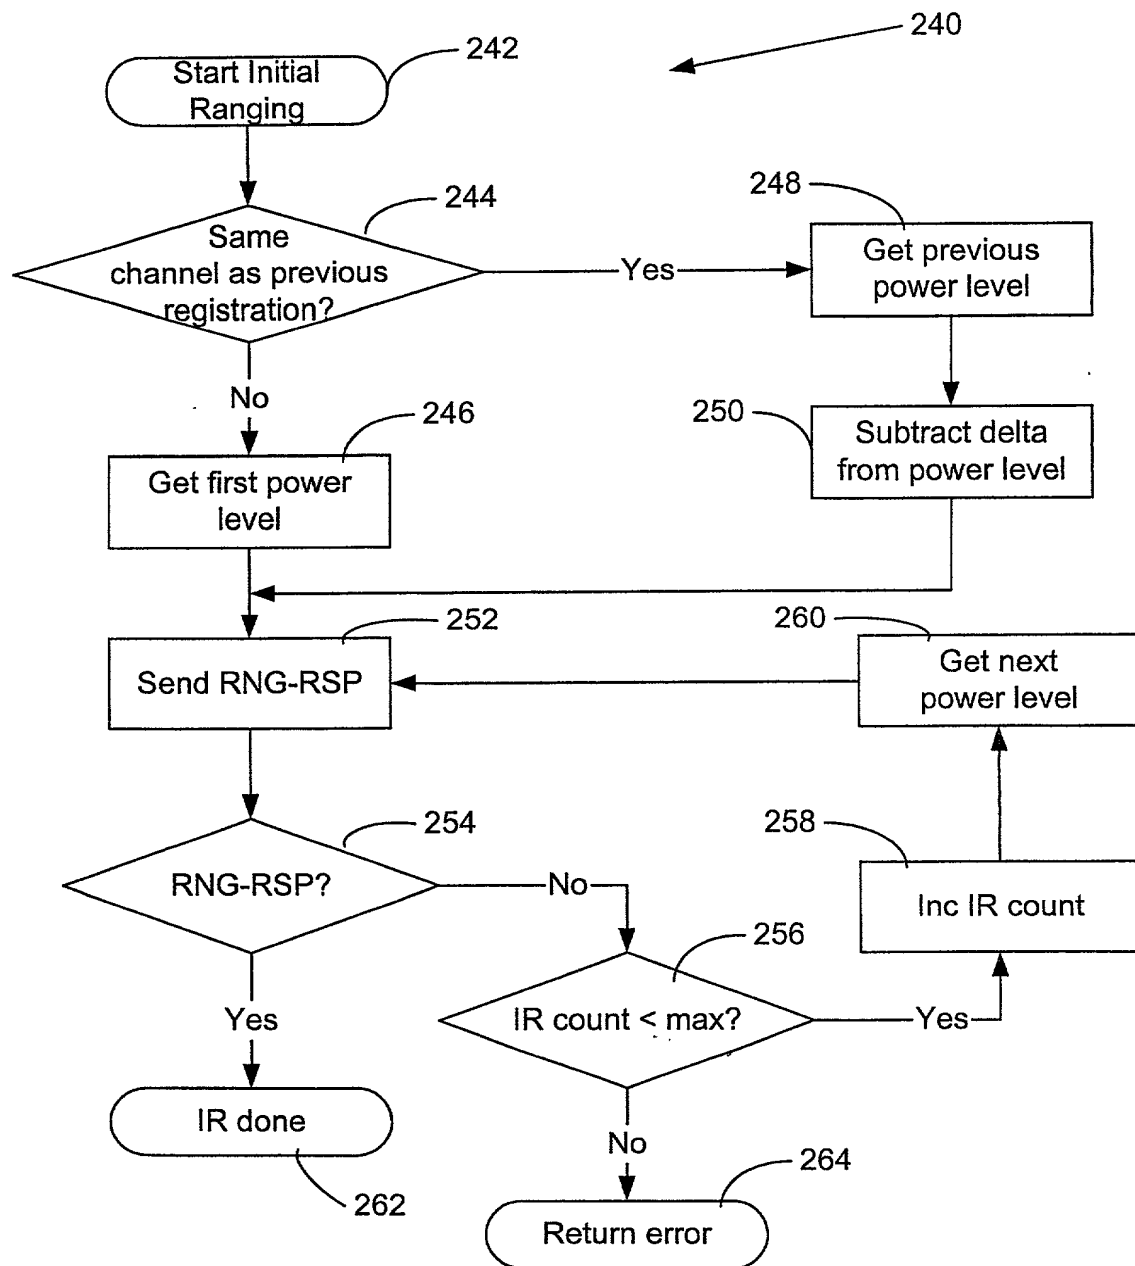 240
242
Start Initial
Ranging
244
Same
channel as previous
registration?
Yes
248
Get previous
power level
No
246
Get first power
level
250
Subtract delta
from power level
252
Send RNG-RSP
260
Get next
power level
254
RNG-RSP?
No
258
Inc IR count
256
IR count < max?
Yes
Yes
IR done
262
No
264
Return error